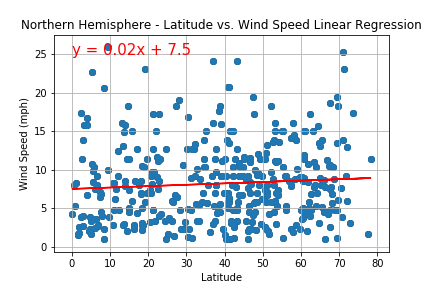 Northern Hemisphere - Latitude vs. Wind Speed Linear Regression
y = 0.02x + 7.5
25
20
15
10
5
0
Wind Speed (mph)
0 10 20 30 40 50 60 70 80
Latitude